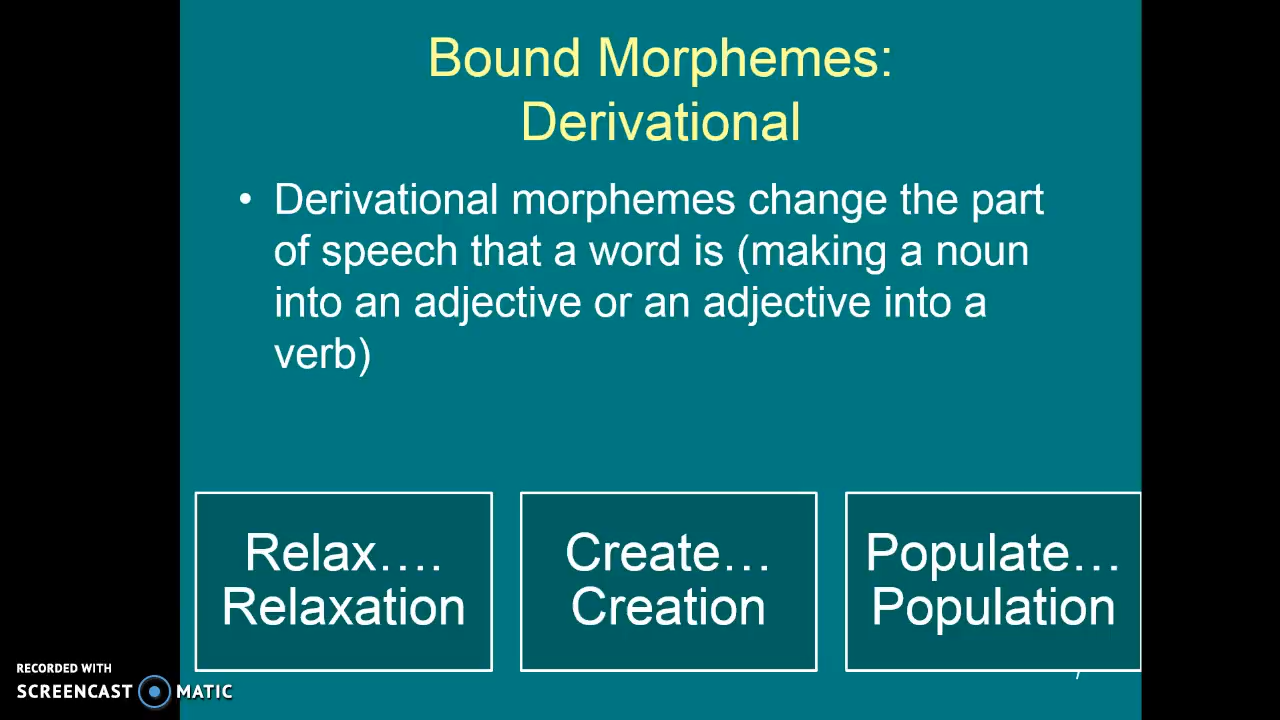 Bound Morphemes:
Derivational
• Derivational morphemes change the part
of speech that a word is (making a noun
into an adjective or an adjective into a
verb)
Relax….
Relaxation
Create…
Creation
Populate…
Population
RECORDED WITH
SCREENCAST MATIC